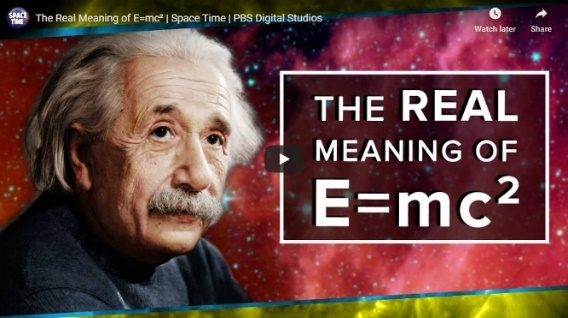 SPACE
TIME
The Real Meaning of E=mc² | Space Time | PBS Digital Studios
Watch later
Share
THE REAL
MEANING OF
E=mc²